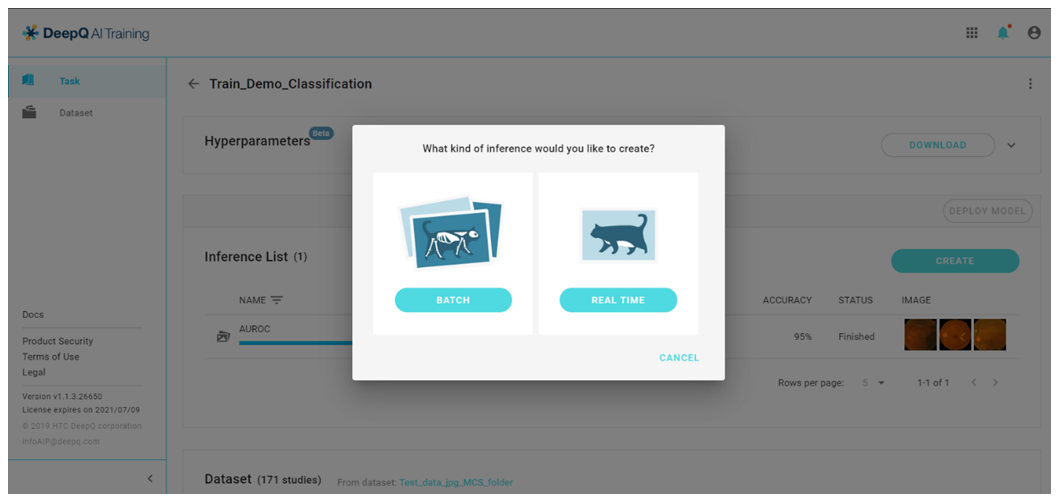 DeepQ AI Training
Task
Dataset
Train_Demo_Classification
Hyperparameters Beta
DOWNLOAD
What kind of inference would you like to create?
BATCH
REAL TIME
CANCEL
DEPLOY MODEL
Inference List (1)
CREATE
NAME
ACCURACY STATUS IMAGE
AUROC
95% Finished
Rows per page: 5 1-1 of 1
Dataset (171 studies) From dataset: Test_data_jpg_MCS_folder
Docs
Product Security
Terms of Use
Legal
Version v1.1.3.26650
License expires on 2021/07/09
© 2019 HTC DeepQ corporation
infoAIP@deepq.com